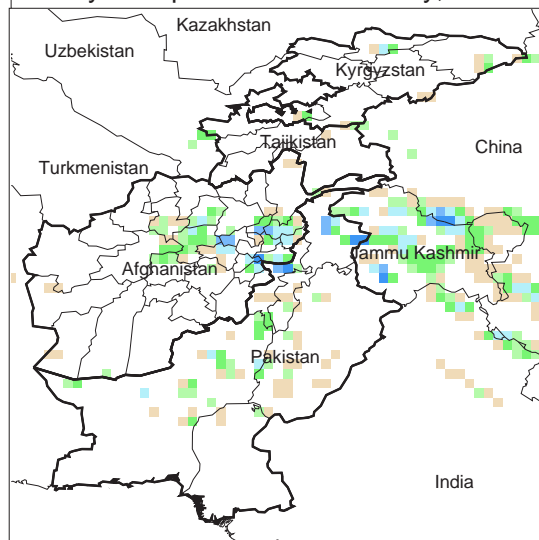 Kazakhstan
Uzbekistan
Kyrgyzstan
Tajikistan
China
Turkmenistan
Jammu Kashmir
Afghanistan
Pakistan
India